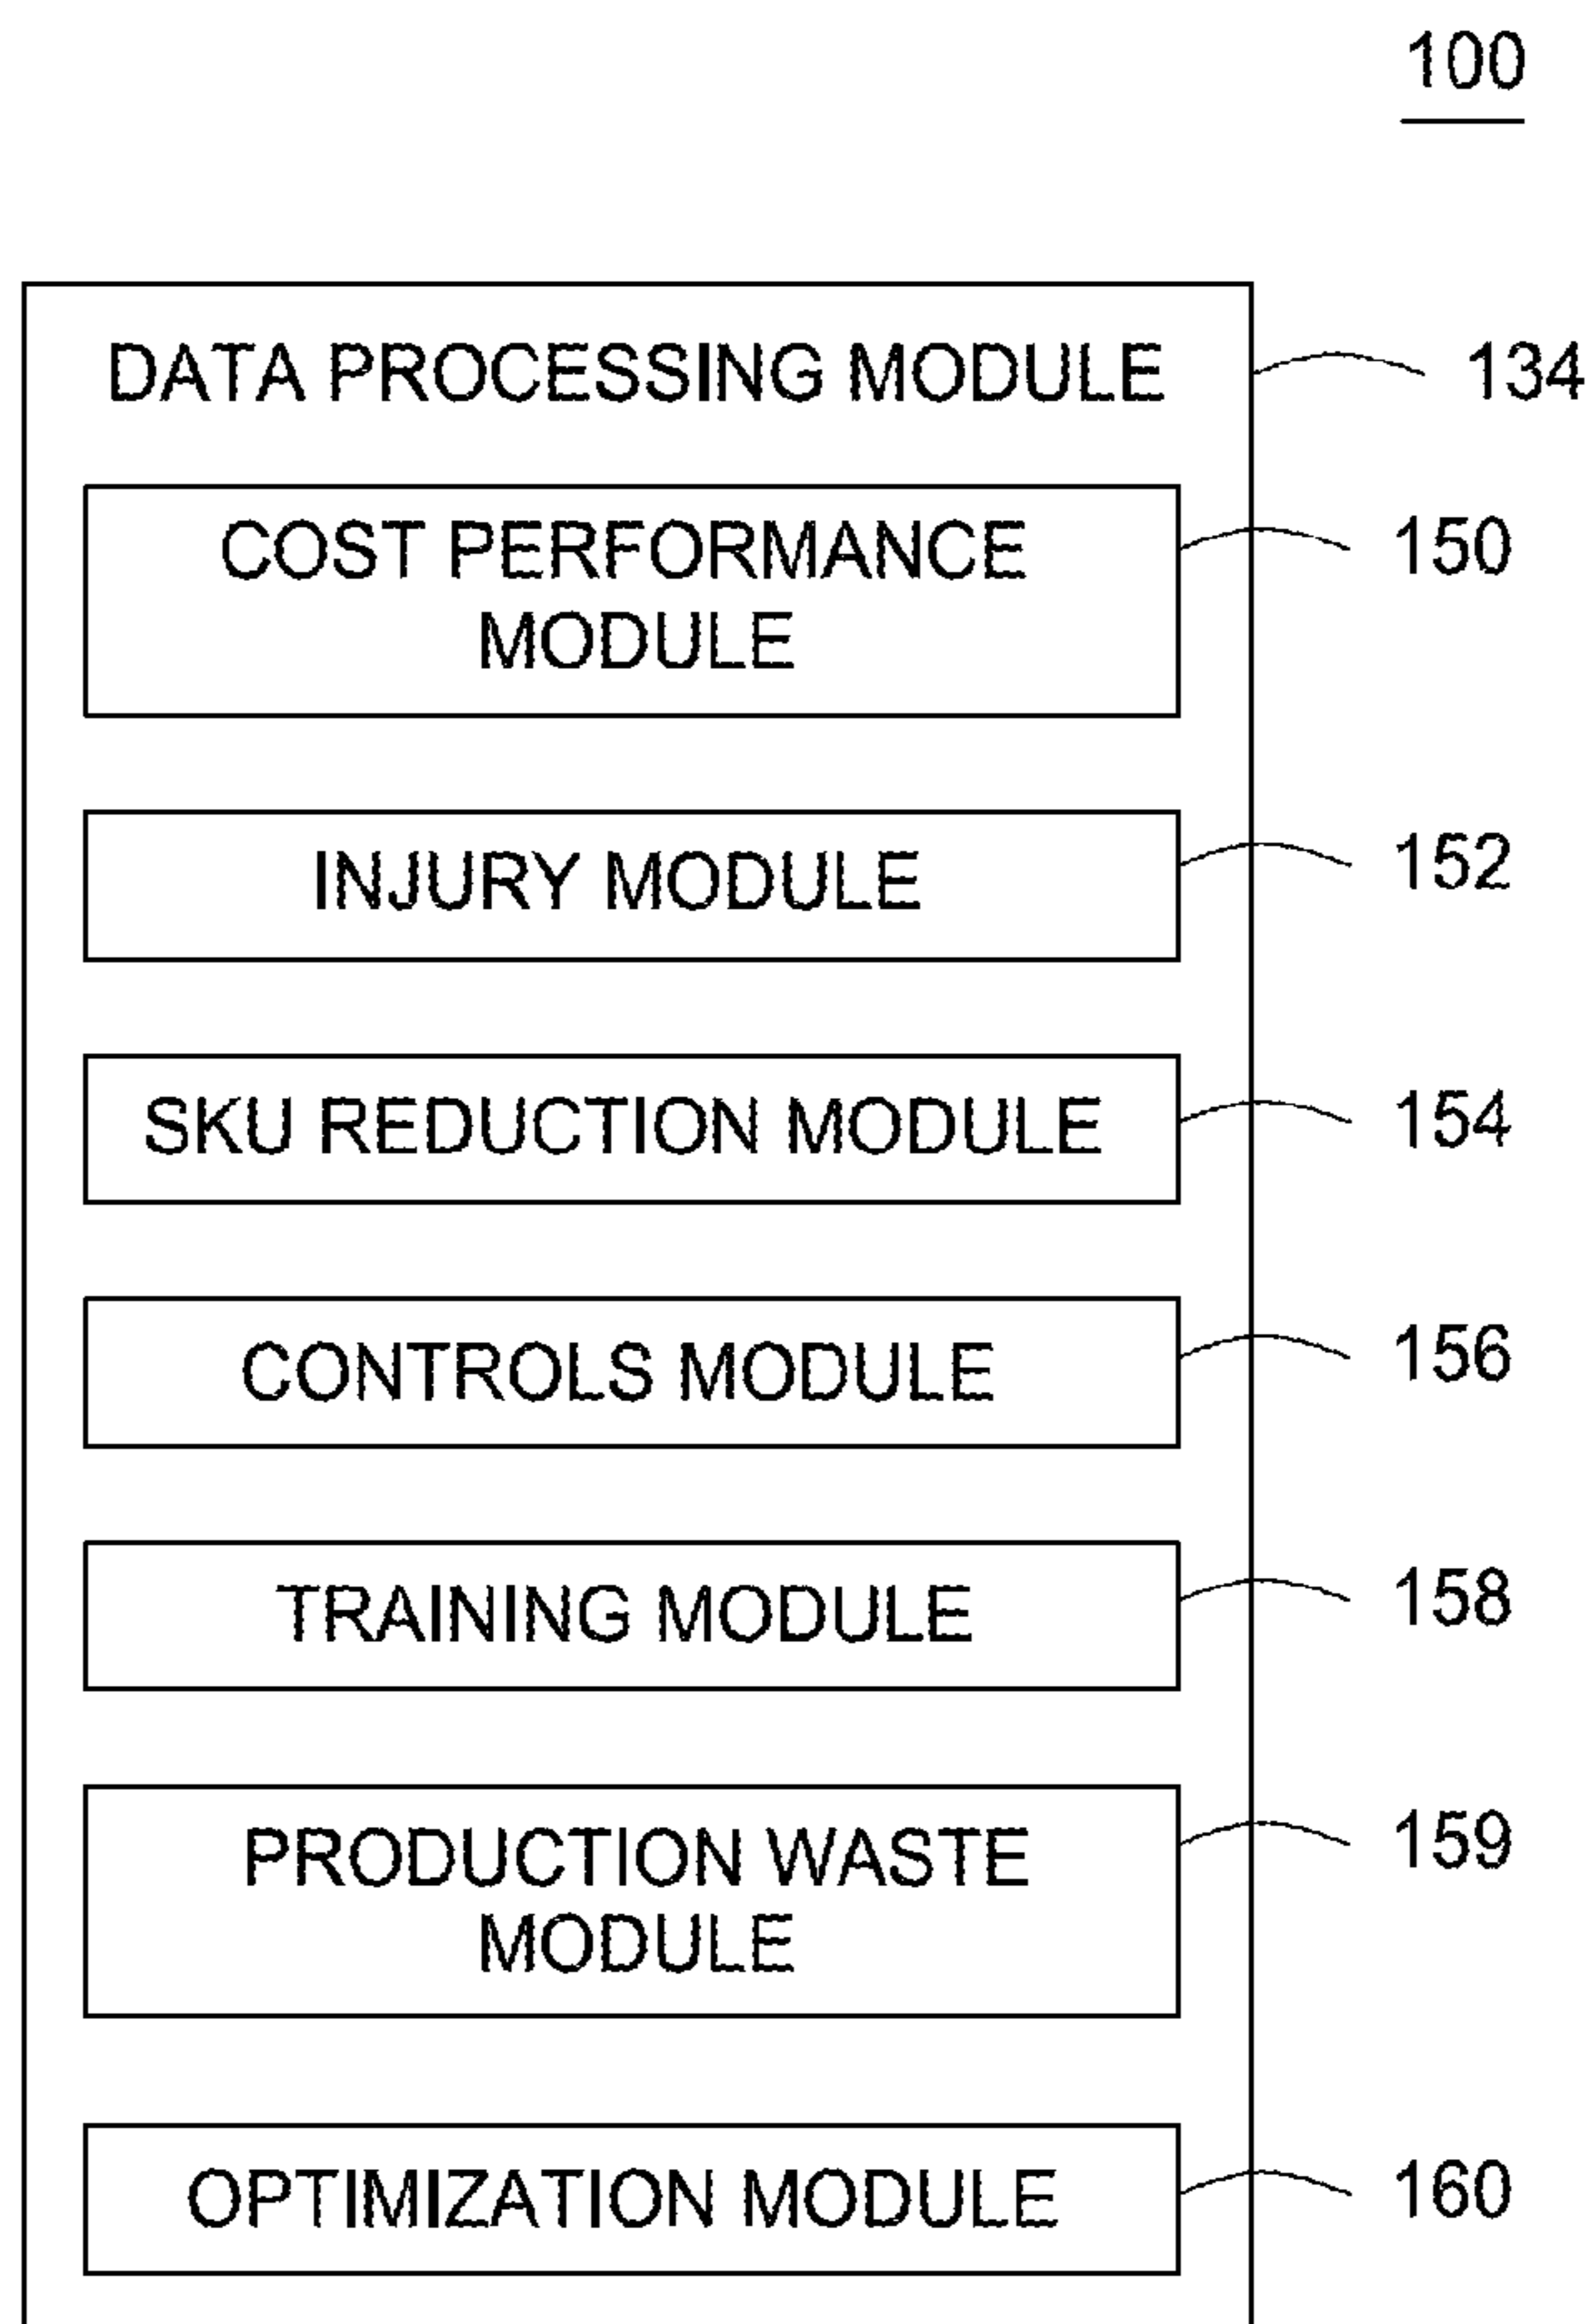 100
DATA PROCESSING MODULE 134
COST PERFORMANCE 150
MODULE
INJURY MODULE 152
SKU REDUCTION MODULE 154
CONTROLS MODULE 156
TRAINING MODULE 158
PRODUCTION WASTE 159
MODULE
OPTIMIZATION MODULE 160